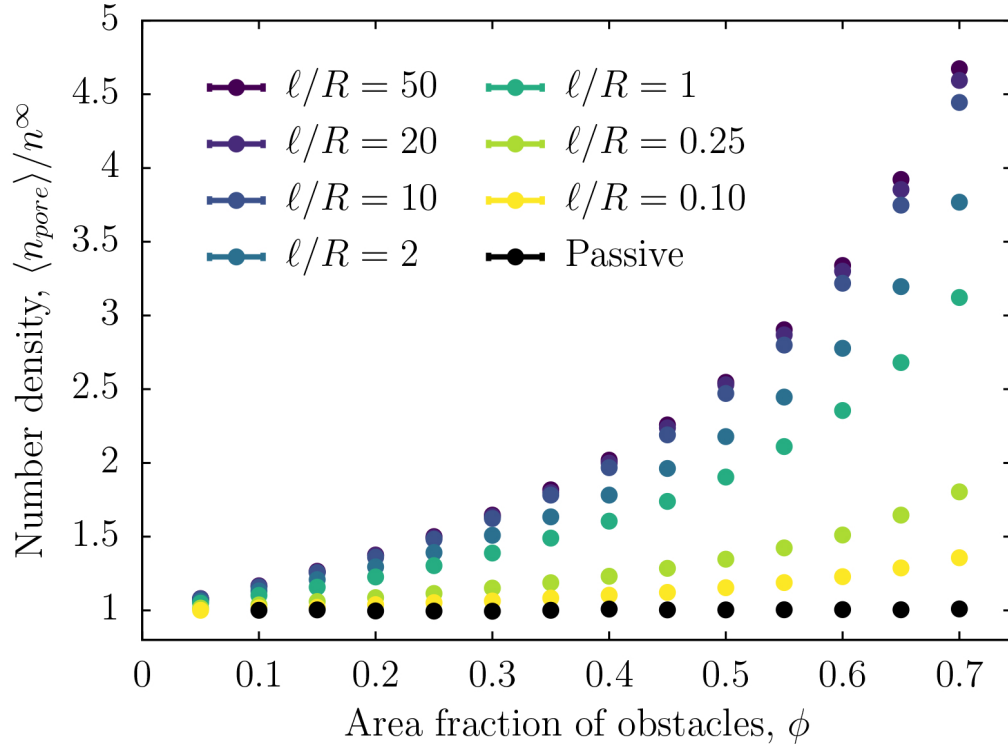 5
4.5
4
3.5
3
2.5
2
1.5
1
Number density, ⟨n_pore⟩/n^∞
ℓ/R = 50
ℓ/R = 20
ℓ/R = 10
ℓ/R = 2
ℓ/R = 1
ℓ/R = 0.25
ℓ/R = 0.10
Passive
0 0.1 0.2 0.3 0.4 0.5 0.6 0.7
Area fraction of obstacles, ϕ